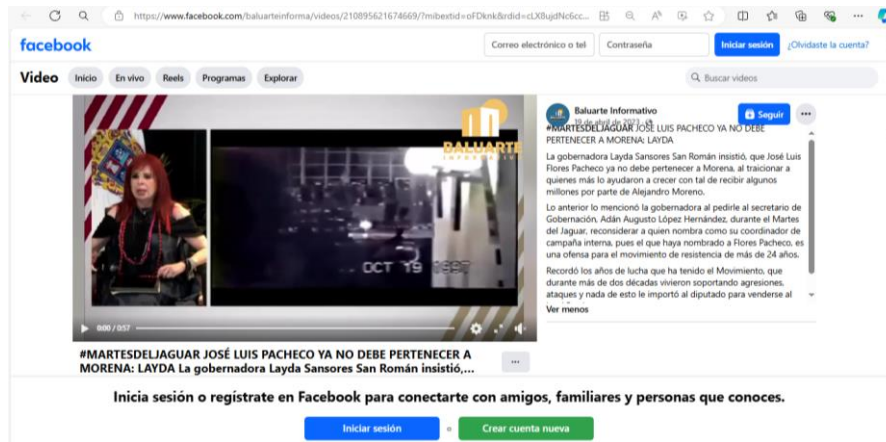 https://www.facebook.com/baluarteinforma/videos/210895621674669/?mibextid=oFDknk&rdid=cLX8ujdNc6cc...
facebook
Correo electrónico o tel
Contraseña
Iniciar sesión
¿Olvidaste la cuenta?
Video
Inicio
En vivo
Reels
Programas
Explorar
Buscar videos
BALUARTE
INFORMATIVO
OCT 19 1997
0:00 / 0:57
#MARTESDELJAGUAR JOSÉ LUIS PACHECO YA NO DEBE PERTENECER A
MORENA: LAYDA La gobernadora Layda Sansores San Román insistió,...
Baluarte Informativo
19 de abril de 2023
Seguir
#MARTESDELJAGUAR JOSÉ LUIS PACHECO YA NO DEBE
PERTENECER A MORENA: LAYDA
La gobernadora Layda Sansores San Román insistió, que José Luis
Flores Pacheco ya no debe pertenecer a Morena, al traicionar a
quienes más lo ayudaron a crecer con tal de recibir algunos
millones por parte de Alejandro Moreno.
Lo anterior lo mencionó la gobernadora al pedirle al secretario de
Gobernación, Adán Augusto López Hernández, durante el Martes
del Jaguar, reconsiderar a quien nombra como su coordinador de
campaña interna, pues el que haya nombrado a Flores Pacheco, es
una ofensa para el movimiento de resistencia de más de 24 años.
Recordó los años de lucha que ha tenido el Movimiento, que
durante más de dos décadas vivieron soportando agresiones,
ataques y nada de esto le importó al diputado para venderse al
Ver menos
Inicia sesión o regístrate en Facebook para conectarte con amigos, familiares y personas que conoces.
Iniciar sesión
o
Crear cuenta nueva